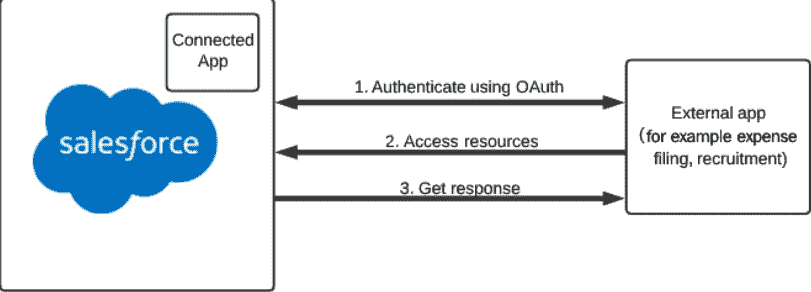 Connected
App
salesforce
1. Authenticate using OAuth
2. Access resources
3. Get response
External app
(for example expense
filing, recruitment)